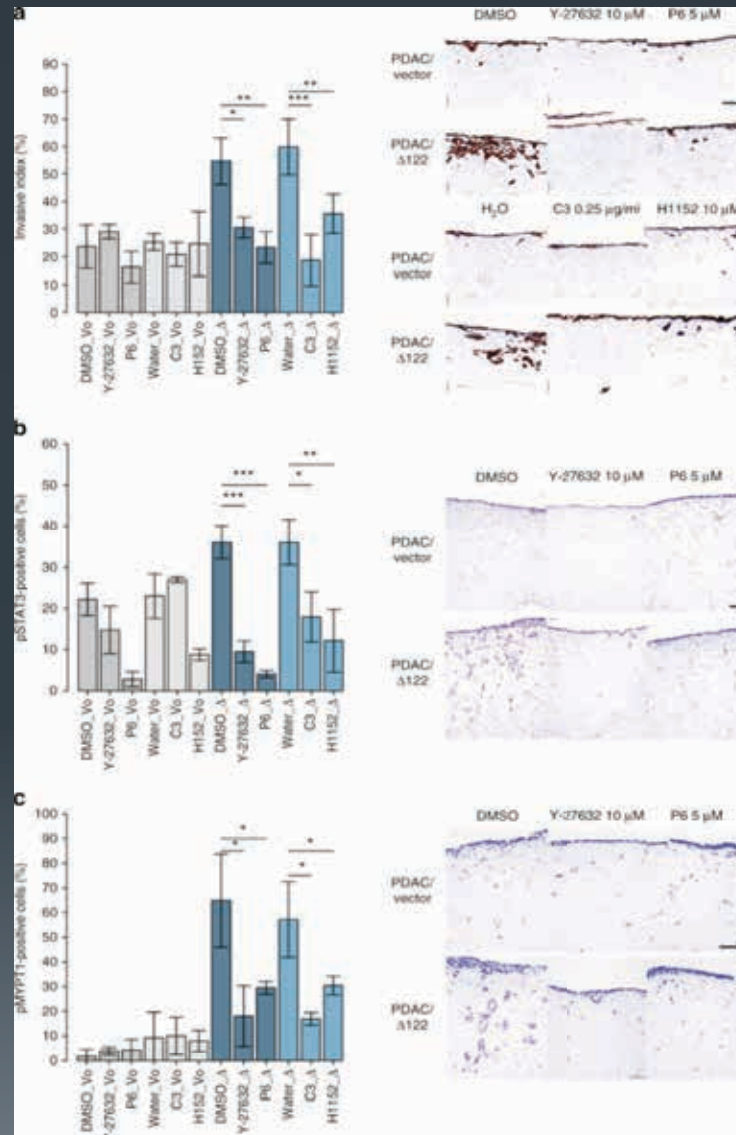 a
DMSO Y-27632 10 μM P6 5 μM
PDAC/
vector
PDAC/
Δ122
H₂O C3 0.25 μg/ml H1152 10 μM
PDAC/
vector
PDAC/
Δ122
Invasive index (%)
90
80
70
60
50
40
30
20
10
0
** * ** ***
DMSO_Vo
Y-27632_Vo
P6_Vo
Water_Vo
C3_Vo
H152_Vo
DMSO_Δ
Y-27632_Δ
P6_Δ
Water_Δ
C3_Δ
H1152_Δ
b
DMSO Y-27632 10 μM P6 5 μM
PDAC/
vector
PDAC/
Δ122
pSTAT3-positive cells (%)
60
50
40
30
20
10
0
*** *** ** *
DMSO_Vo
Y-27632_Vo
P6_Vo
Water_Vo
C3_Vo
H152_Vo
DMSO_Δ
Y-27632_Δ
P6_Δ
Water_Δ
C3_Δ
H1152_Δ
c
DMSO Y-27632 10 μM P6 5 μM
PDAC/
vector
PDAC/
Δ122
pMYPT1-positive cells (%)
100
90
80
70
60
50
40
30
20
10
0
* * * *
DMSO_Vo
Y-27632_Vo
P6_Vo
Water_Vo
C3_Vo
H152_Vo
DMSO_Δ
Y-27632_Δ
P6_Δ
Water_Δ
C3_Δ
H1152_Δ